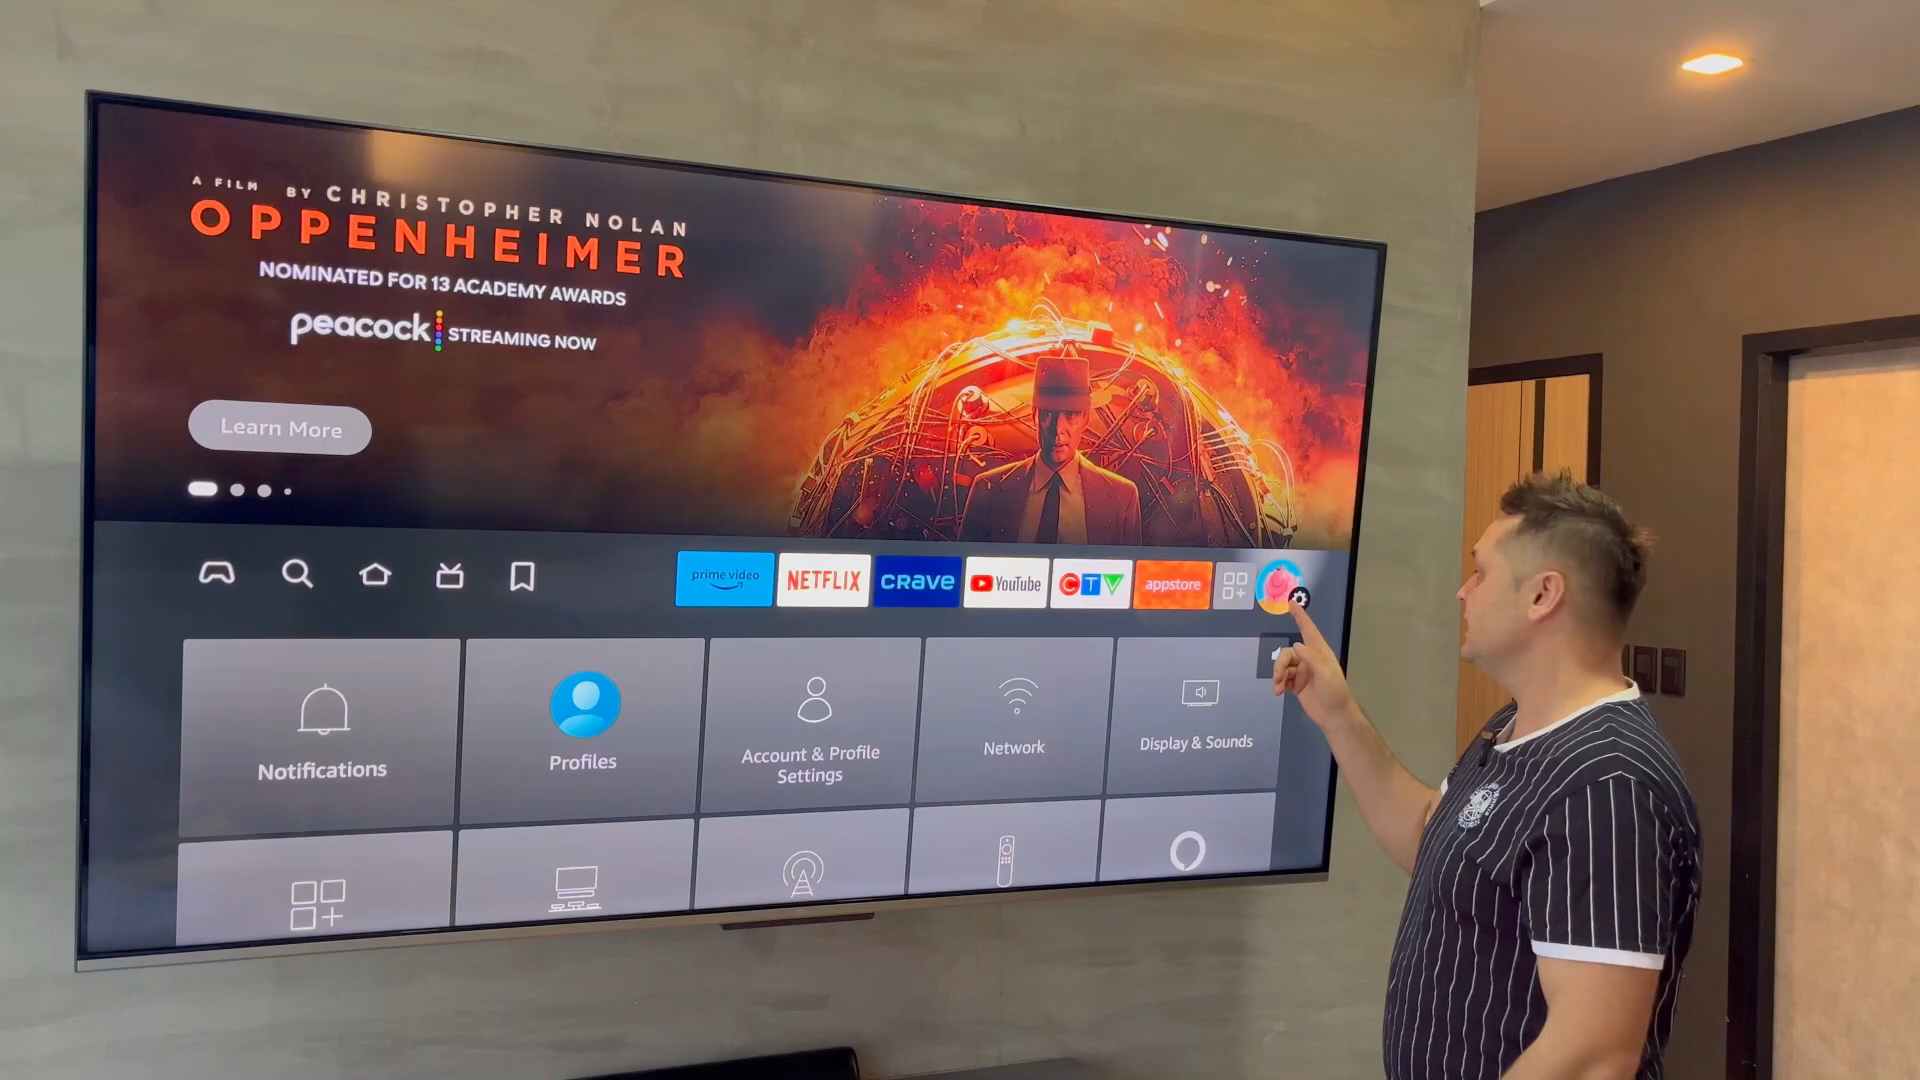 A FILM BY CHRISTOPHER NOLAN
OPPENHEIMER
NOMINATED FOR 13 ACADEMY AWARDS
peacock STREAMING NOW
Learn More
prime video
NETFLIX
CRAVE
YouTube
CTV
appstore
Notifications
Profiles
Account & Profile
Settings
Network
Display & Sounds